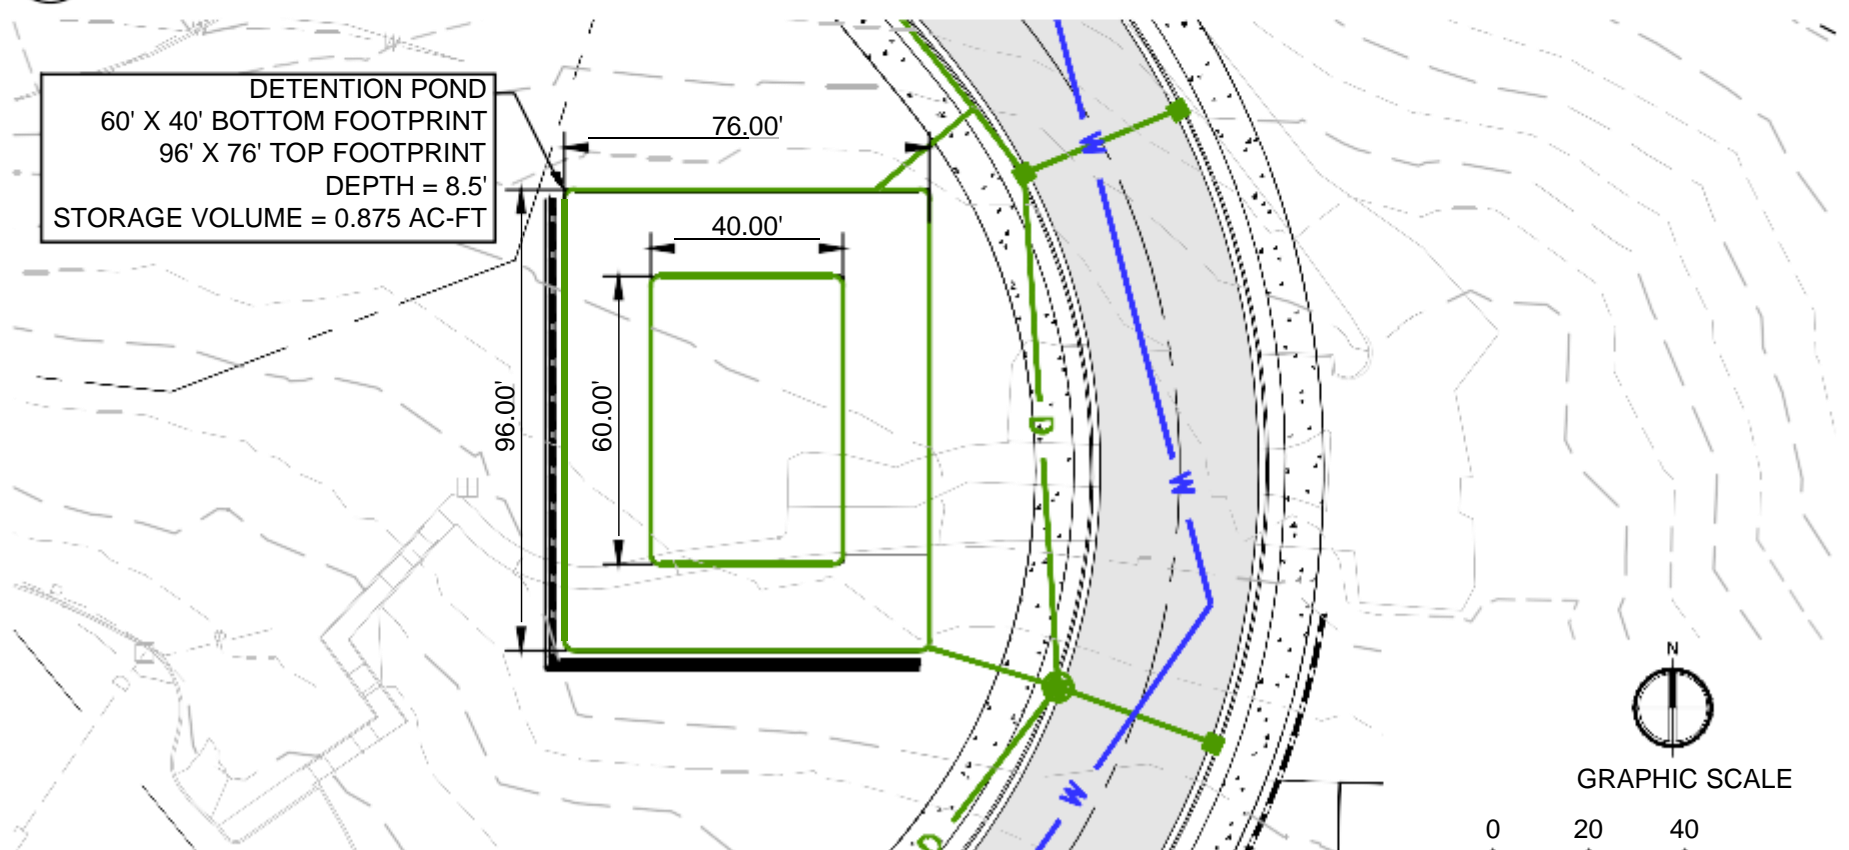 DETENTION POND
60' X 40' BOTTOM FOOTPRINT
96' X 76' TOP FOOTPRINT
DEPTH = 8.5'
STORAGE VOLUME = 0.875 AC-FT
76.00'
40.00'
96.00'
60.00'
W
D
W
W
D
E
D
W
W
N
GRAPHIC SCALE
0 20 40